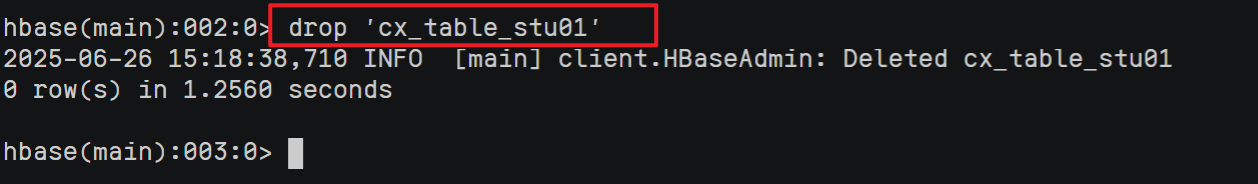 hbase(main):002:0> drop 'cx_table_stu01'
2025-06-26 15:18:38,710 INFO  [main] client.HBaseAdmin: Deleted cx_table_stu01
0 row(s) in 1.2560 seconds
hbase(main):003:0>